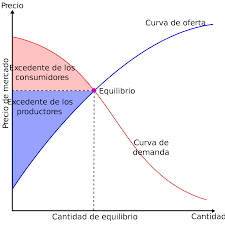 Precio
Curva de oferta
Excedente de los
consumidores
Equilibrio
Excedente de los
productores
Precio de mercado
Curva de
demanda
Cantidad de equilibrio
Cantidad